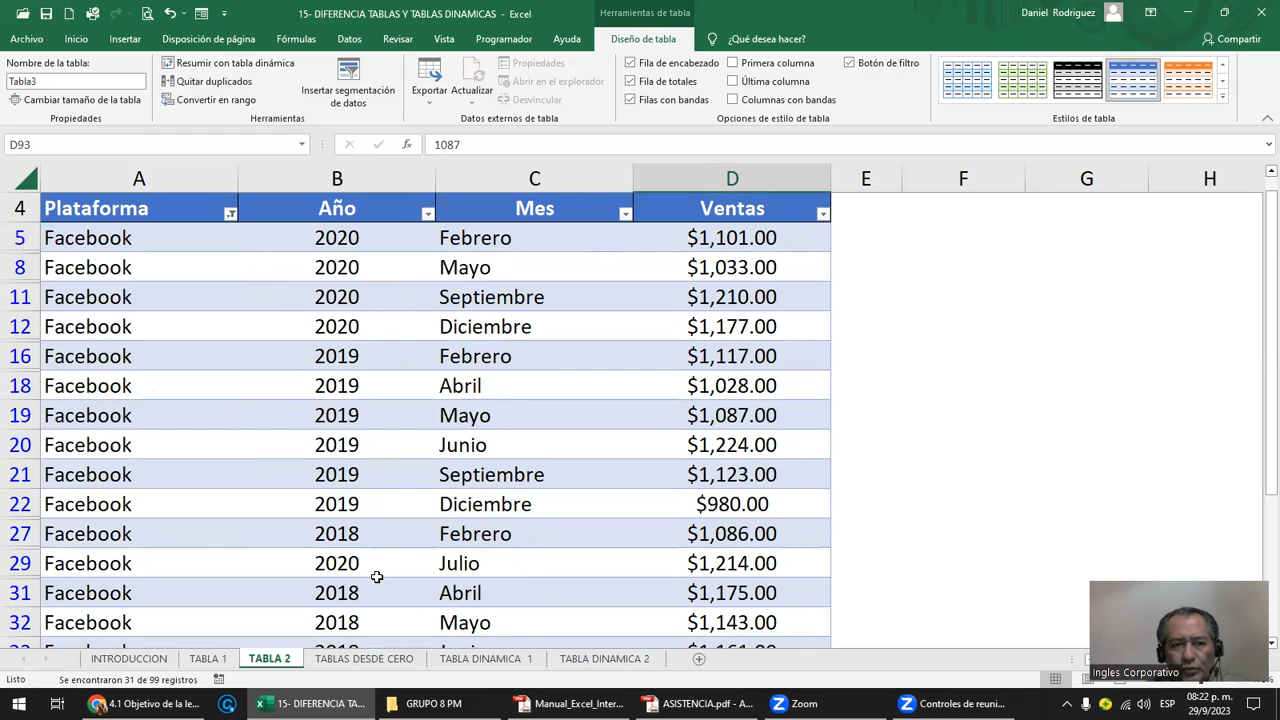 15- DIFERENCIA TABLAS Y TABLAS DINAMICAS - Excel
Herramientas de tabla
Daniel Rodriguez
Archivo Inicio Insertar Disposición de página Fórmulas Datos Revisar Vista Programador Ayuda Diseño de tabla ¿Qué desea hacer? Compartir
Nombre de la tabla:
Tabla3
Cambiar tamaño de la tabla
Propiedades
Resumir con tabla dinámica
Quitar duplicados
Convertir en rango
Insertar segmentación
de datos
Herramientas
Exportar
Actualizar
Propiedades
Abrir en el explorador
Desvincular
Datos externos de tabla
Fila de encabezado
Fila de totales
Filas con bandas
Primera columna
Última columna
Columnas con bandas
Botón de filtro
Opciones de estilo de tabla
Estilos de tabla
D93 fx 1087
A B C D E F G H
4 Plataforma Año Mes Ventas
5 Facebook 2020 Febrero $1,101.00
8 Facebook 2020 Mayo $1,033.00
11 Facebook 2020 Septiembre $1,210.00
12 Facebook 2020 Diciembre $1,177.00
16 Facebook 2019 Febrero $1,117.00
18 Facebook 2019 Abril $1,028.00
19 Facebook 2019 Mayo $1,087.00
20 Facebook 2019 Junio $1,224.00
21 Facebook 2019 Septiembre $1,123.00
22 Facebook 2019 Diciembre $980.00
27 Facebook 2018 Febrero $1,086.00
29 Facebook 2020 Julio $1,214.00
31 Facebook 2018 Abril $1,175.00
32 Facebook 2018 Mayo $1,143.00
Ingles Corporativo
INTRODUCCION TABLA 1 TABLA 2 TABLAS DESDE CERO TABLA DINAMICA 1 TABLA DINAMICA 2
Listo Se encontraron 31 de 99 registros
4.1 Objetivo de la le... 15- DIFERENCIA TA... GRUPO 8 PM Manual_Excel_Inter... ASISTENCIA.pdf - A... Zoom Controles de reuni... ESP
08:22 p. m.
29/9/2023